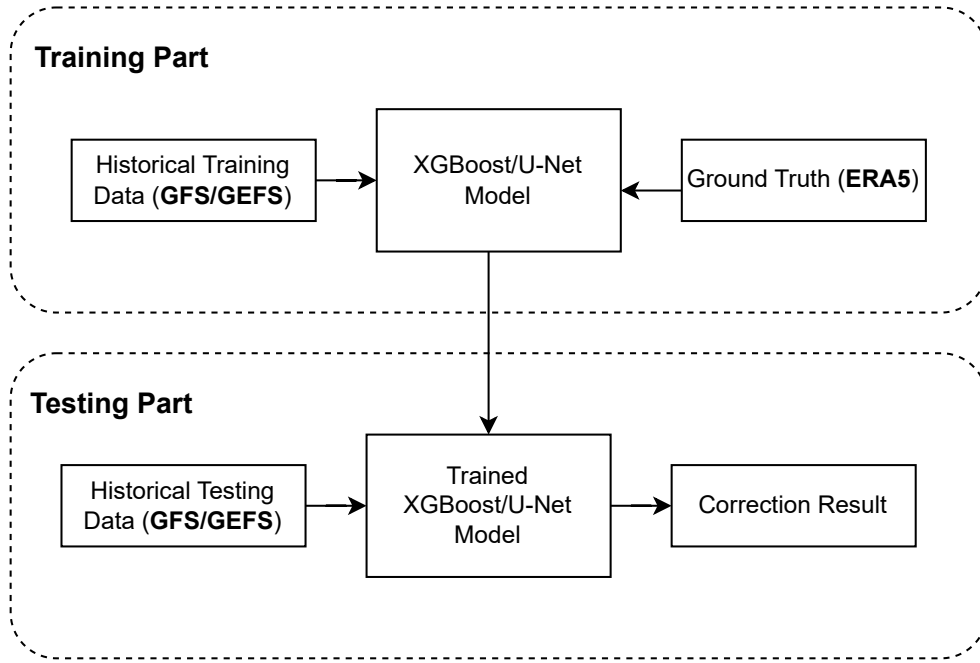 Training Part
Historical Training
Data (GFS/GEFS)
XGBoost/U-Net
Model
Ground Truth (ERA5)
Testing Part
Historical Testing
Data (GFS/GEFS)
Trained
XGBoost/U-Net
Model
Correction Result